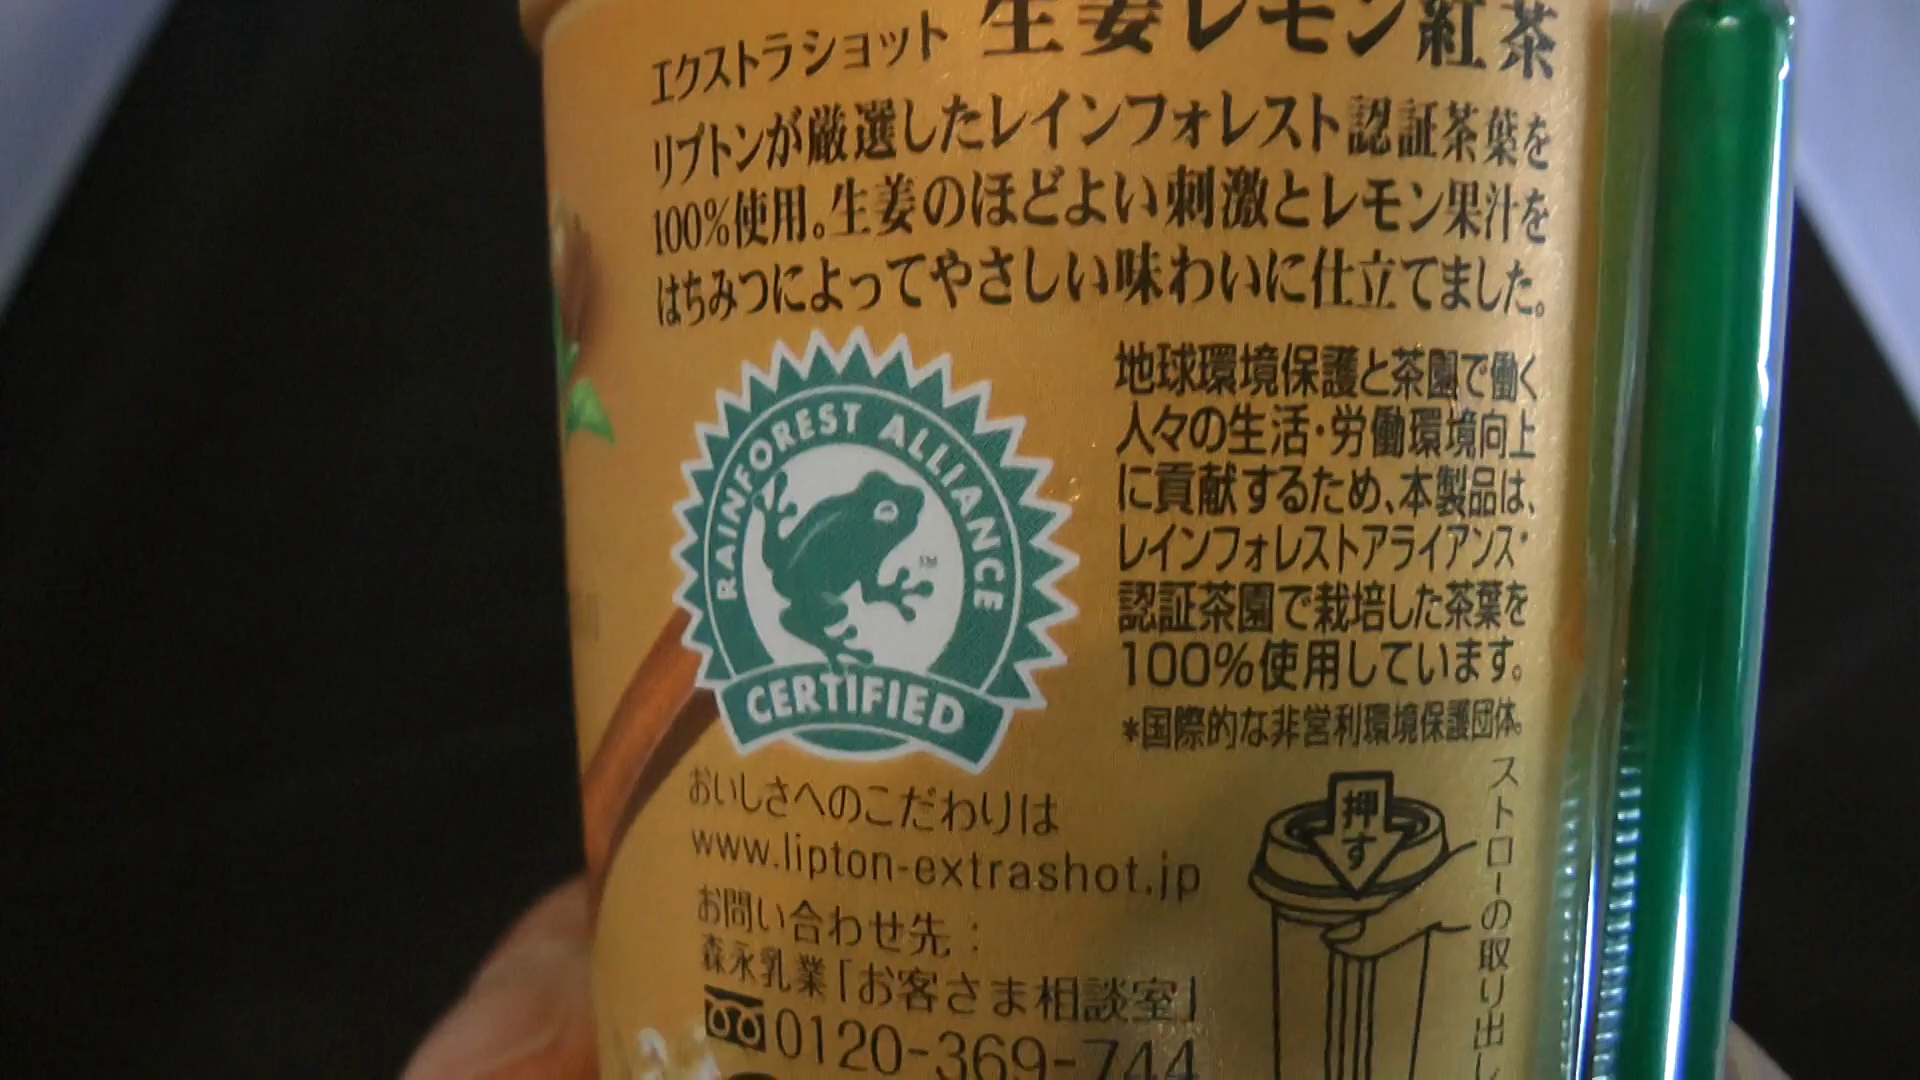 エクストラショット 生姜レモン紅茶
リプトンが厳選したレインフォレスト認証茶葉を
100%使用。生姜のほどよい刺激とレモン果汁を
はちみつによってやさしい味わいに仕立てました。
RAINFOREST ALLIANCE
CERTIFIED
TM
地球環境保護と茶園で働く
人々の生活・労働環境向上
に貢献するため、本製品は、
レインフォレストアライアンス*
認証茶園で栽培した茶葉を
100%使用しています。
*国際的な非営利環境保護団体。
おいしさへのこだわりは
www.lipton-extrashot.jp
お問い合わせ先:
森永乳業「お客さま相談室」
0120-369-744
押す
ストローの取り出し